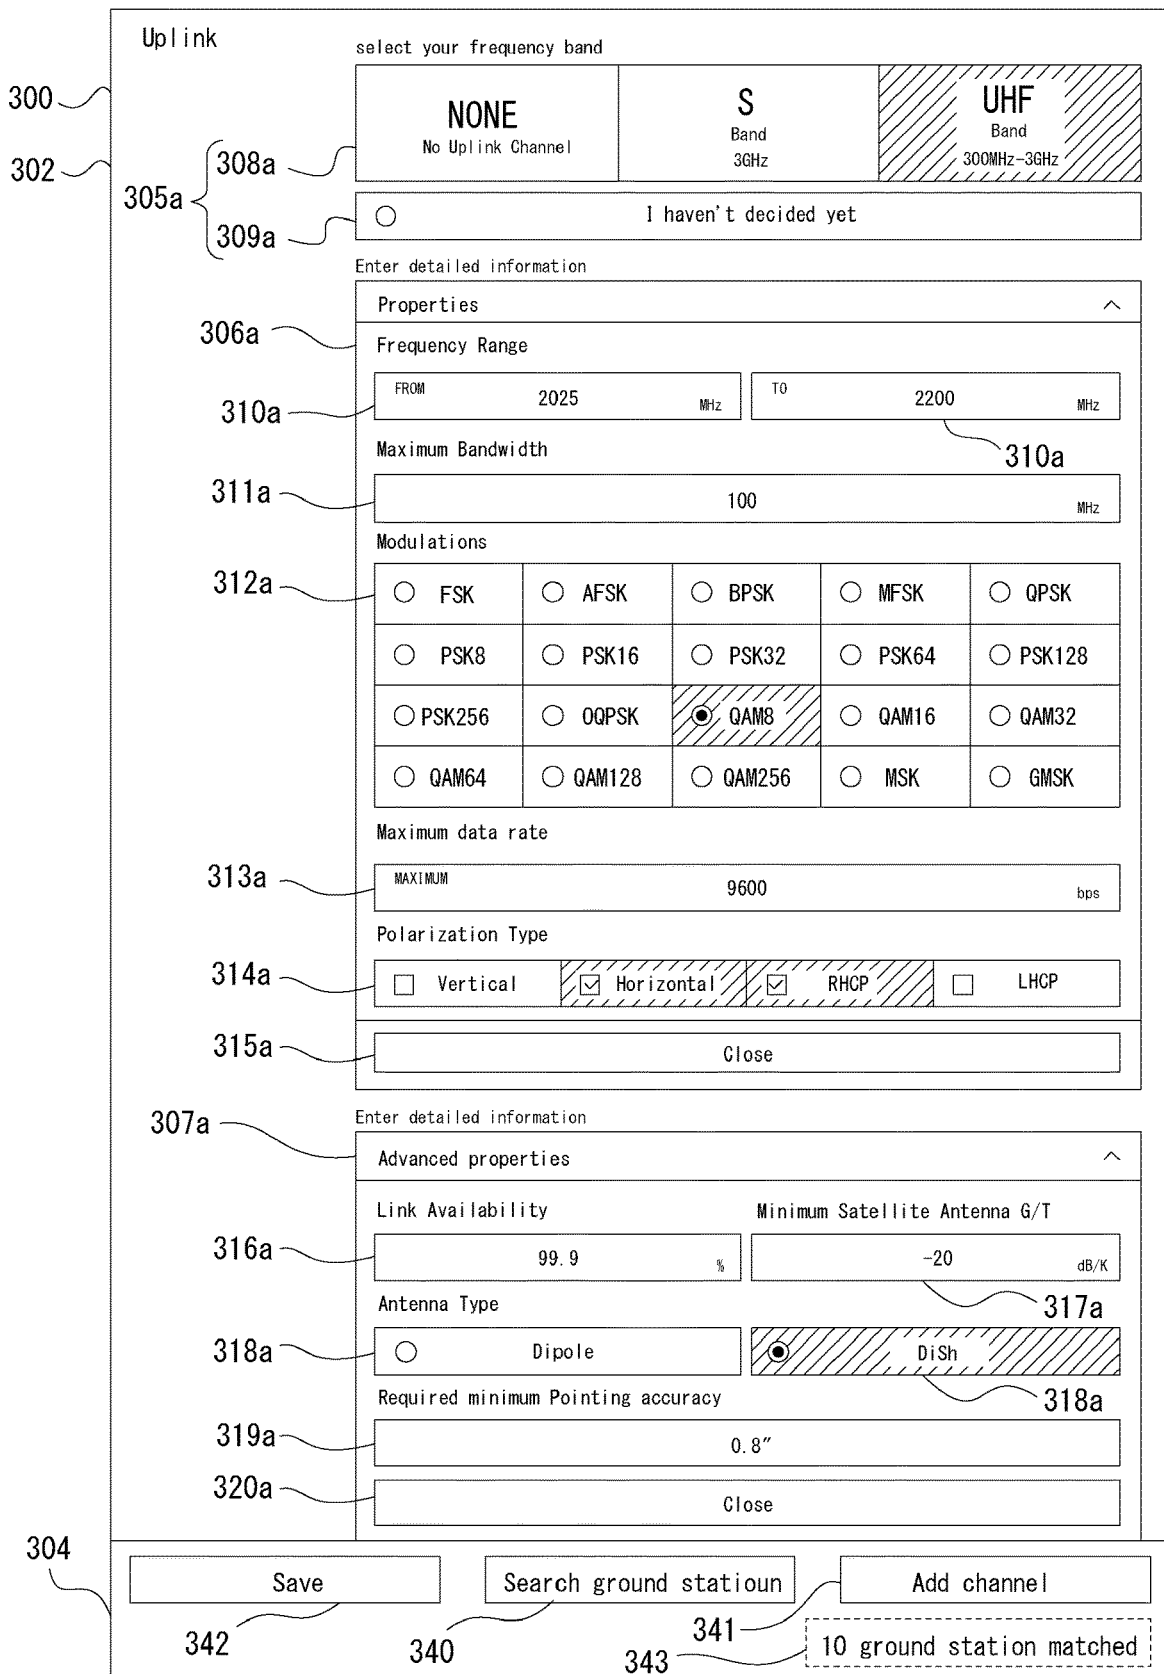 Uplink
select your frequency band
300
NONE
No Uplink Channel
S
Band
3GHz
UHF
Band
300MHz-3GHz
302
305a
308a
309a
I haven't decided yet
Enter detailed information
Properties
306a
Frequency Range
310a
FROM 2025 MHz
TO 2200 MHz
310a
Maximum Bandwidth
311a
100 MHz
Modulations
312a
FSK AFSK BPSK MFSK QPSK
PSK8 PSK16 PSK32 PSK64 PSK128
PSK256 OQPSK QAM8 QAM16 QAM32
QAM64 QAM128 QAM256 MSK GMSK
Maximum data rate
313a
MAXIMUM 9600 bps
Polarization Type
314a
Vertical Horizontal RHCP LHCP
315a
Close
Enter detailed information
307a
Advanced properties
Link Availability Minimum Satellite Antenna G/T
316a
99.9 %
-20 dB/K
317a
Antenna Type
318a
Dipole DiSh
318a
Required minimum Pointing accuracy
319a
0.8″
320a
Close
304
Save Search ground statioun Add channel
342 340 341
343
10 ground station matched